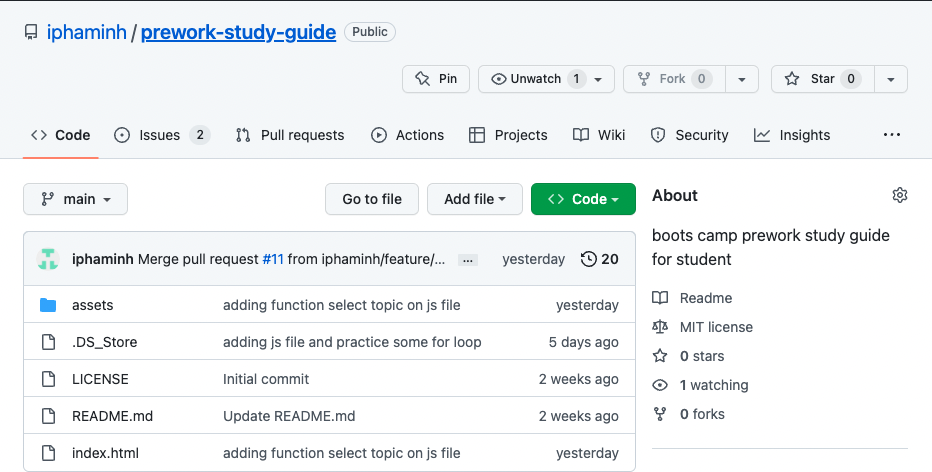 iphaminh / prework-study-guide Public
Pin Unwatch 1 Fork 0 Star 0
Code Issues 2 Pull requests Actions Projects Wiki Security Insights ...
main Go to file Add file Code
iphaminh Merge pull request #11 from iphaminh/feature/... ... yesterday 20
assets adding function select topic on js file yesterday
.DS_Store adding js file and practice some for loop 5 days ago
LICENSE Initial commit 2 weeks ago
README.md Update README.md 2 weeks ago
index.html adding function select topic on js file yesterday
About
boots camp prework study guide
for student
Readme
MIT license
0 stars
1 watching
0 forks